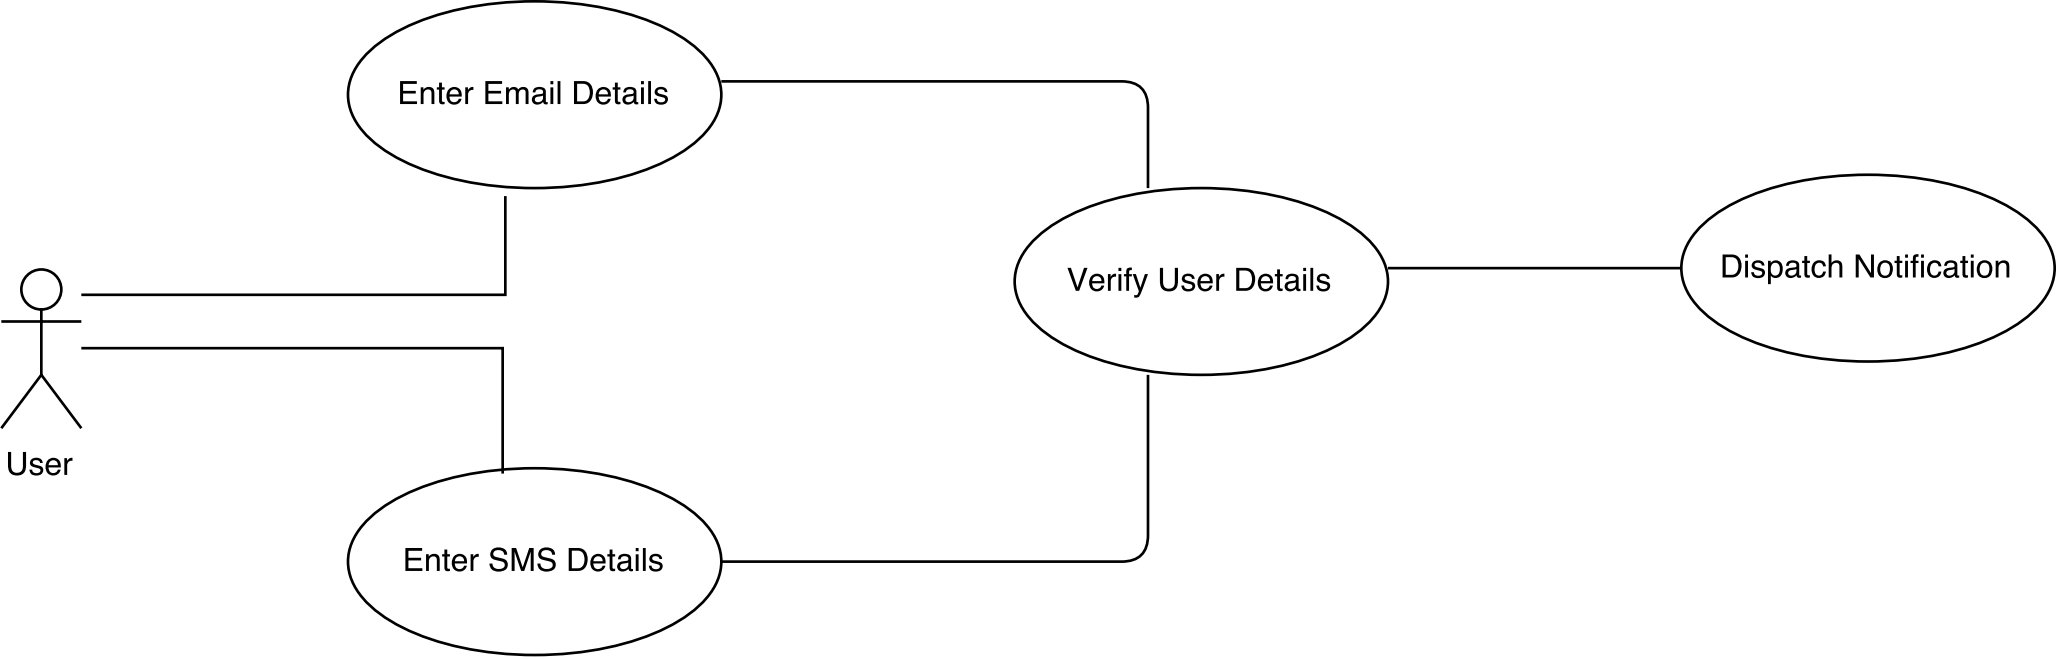 Enter Email Details
Verify User Details
Dispatch Notification
User
Enter SMS Details